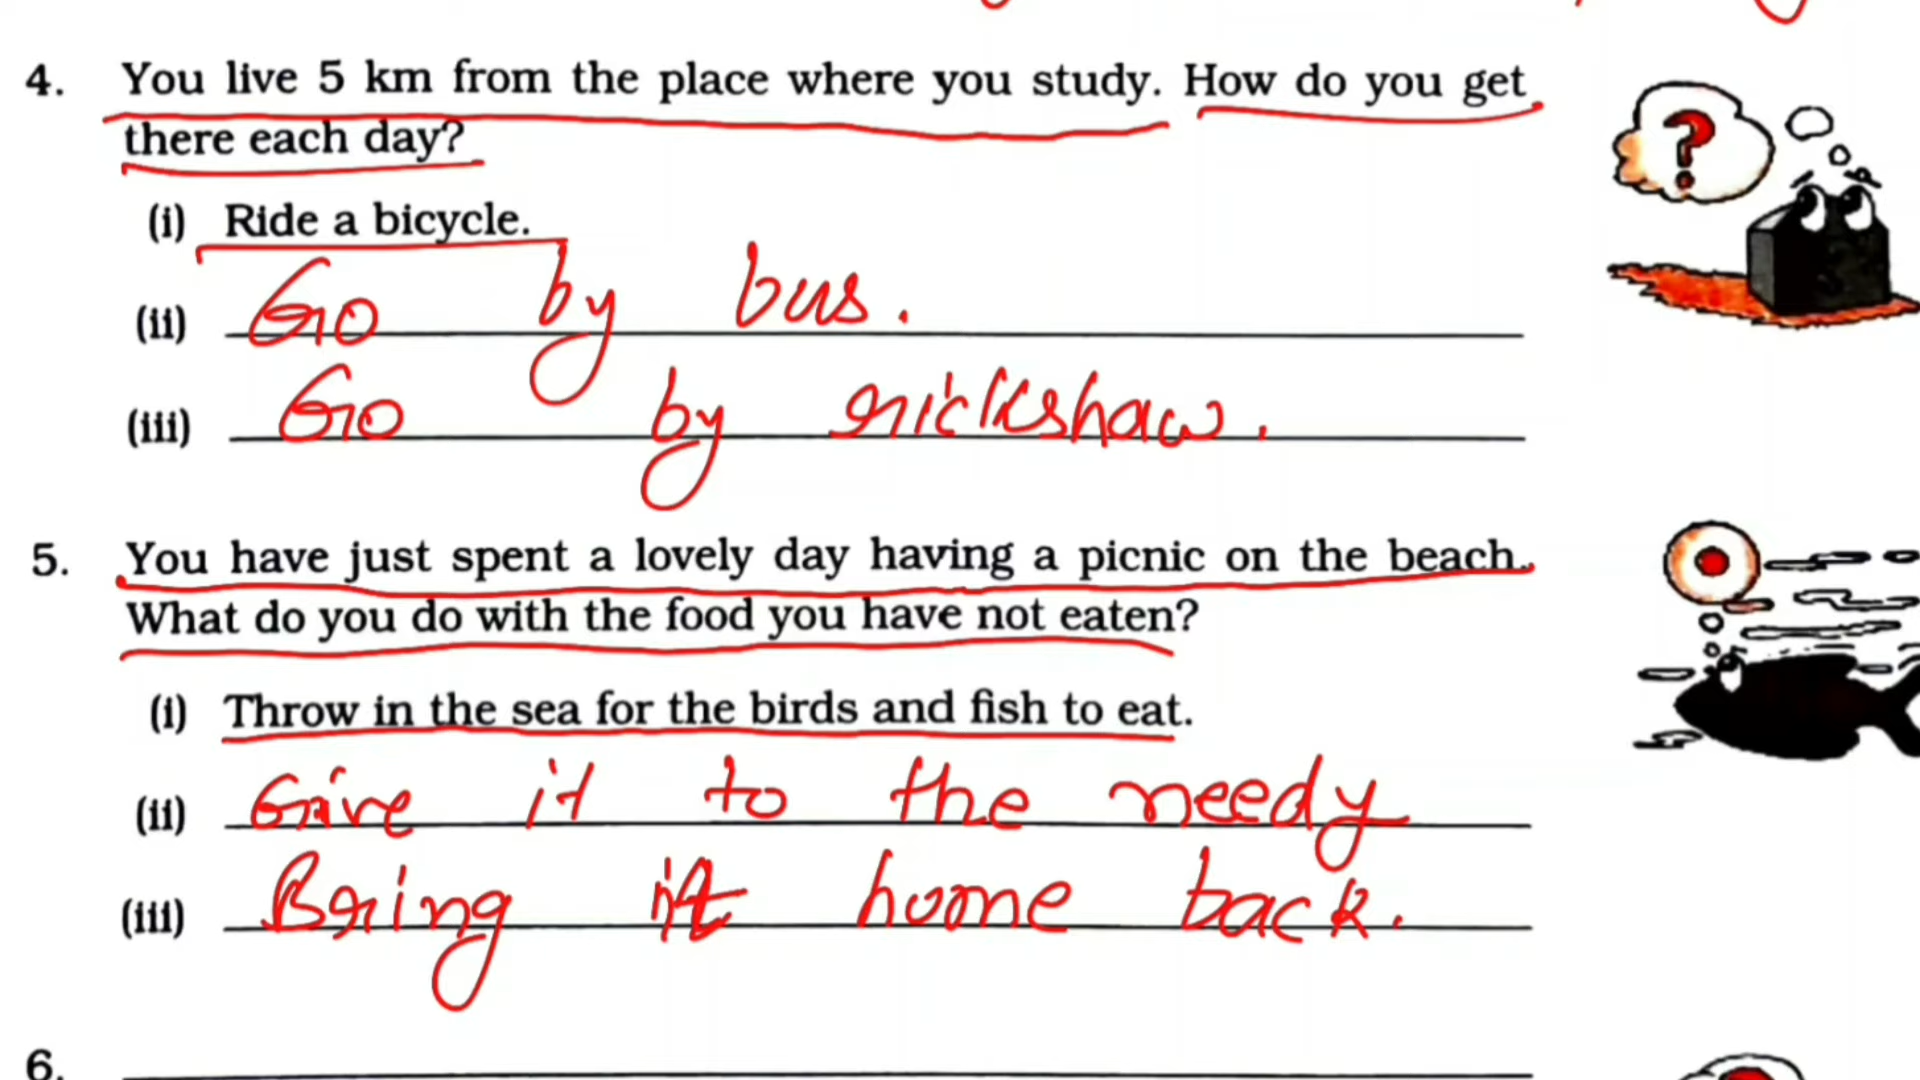 4. You live 5 km from the place where you study. How do you get
there each day?
(i) Ride a bicycle.
(ii) Go by bus.
(iii) Go by rickshaw.
5. You have just spent a lovely day having a picnic on the beach.
What do you do with the food you have not eaten?
(i) Throw in the sea for the birds and fish to eat.
(ii) Give it to the needy
(iii) Bring it home back.
6.
?